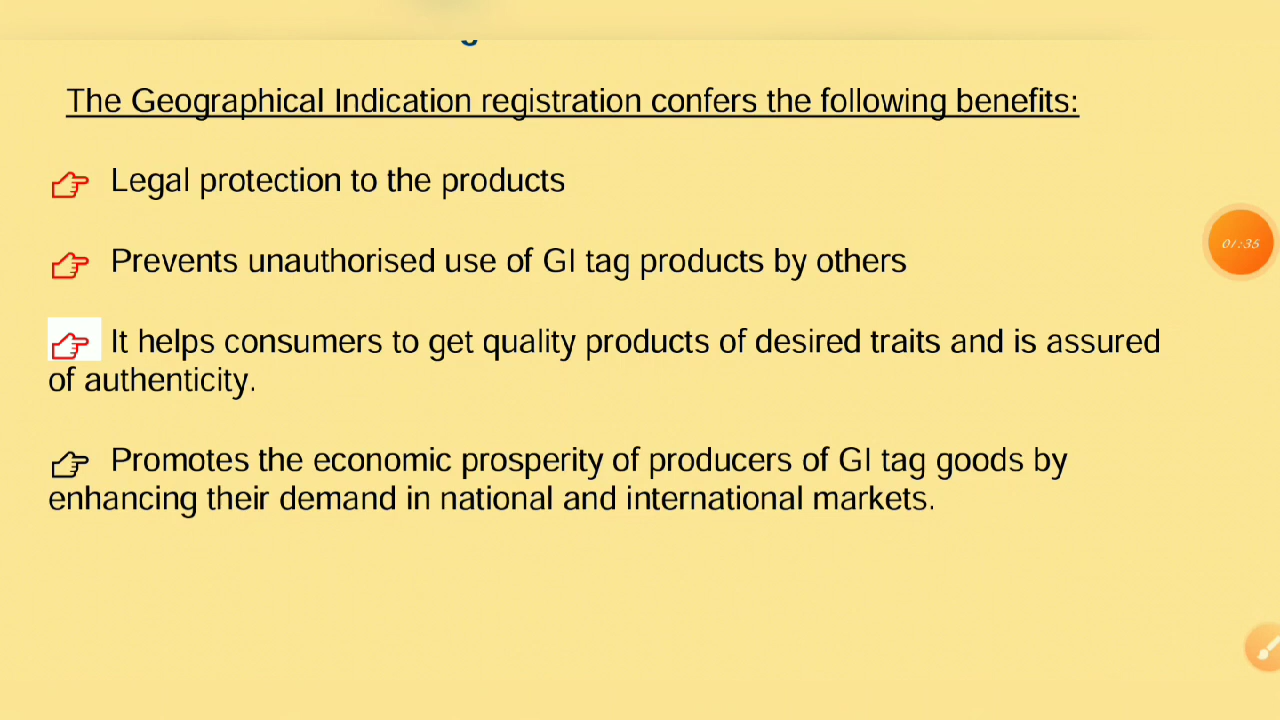 The Geographical Indication registration confers the following benefits:
Legal protection to the products
Prevents unauthorised use of GI tag products by others
It helps consumers to get quality products of desired traits and is assured
of authenticity.
Promotes the economic prosperity of producers of GI tag goods by
enhancing their demand in national and international markets.